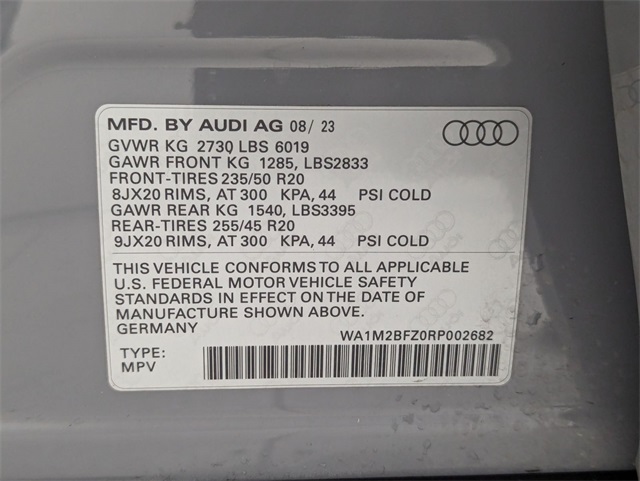 MFD. BY AUDI AG 08/ 23
GVWR KG 2730 LBS 6019
GAWR FRONT KG 1285, LBS2833
FRONT-TIRES 235/50 R20
8JX20 RIMS, AT 300 KPA, 44 PSI COLD
GAWR REAR KG 1540, LBS3395
REAR-TIRES 255/45 R20
9JX20 RIMS, AT 300 KPA, 44 PSI COLD
THIS VEHICLE CONFORMS TO ALL APPLICABLE
U.S. FEDERAL MOTOR VEHICLE SAFETY
STANDARDS IN EFFECT ON THE DATE OF
MANUFACTURE SHOWN ABOVE.
GERMANY
WA1M2BFZ0RP002682
TYPE:
MPV